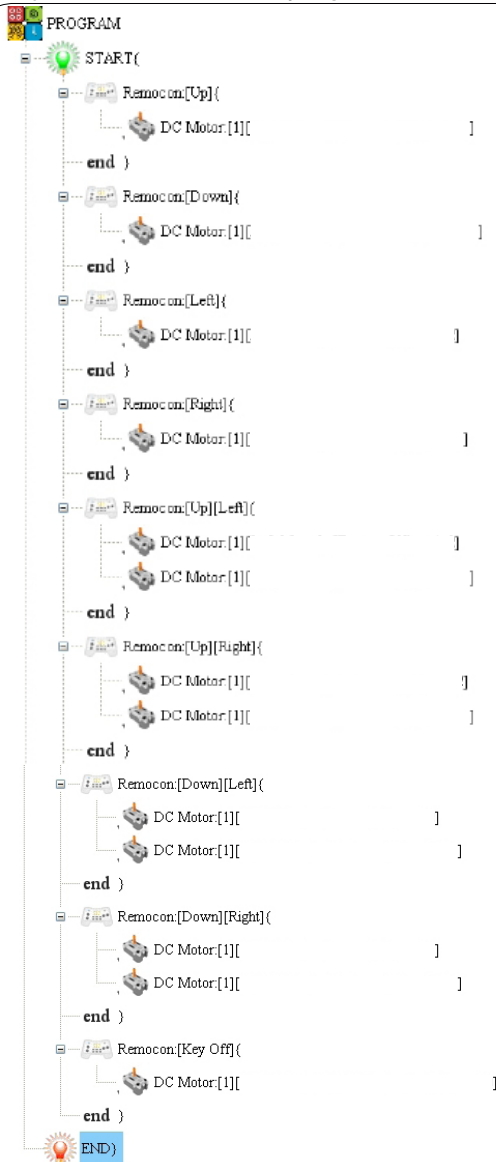 PROGRAM
START{
Remocon:[Up]{
DC Motor:[1][ ]
end }
Remocon:[Down]{
DC Motor:[1][ ]
end }
Remocon:[Left]{
DC Motor:[1][ ]
end }
Remocon:[Right]{
DC Motor:[1][ ]
end }
Remocon:[Up][Left]{
DC Motor:[1][ ]
DC Motor:[1][ ]
end }
Remocon:[Up][Right]{
DC Motor:[1][ ]
DC Motor:[1][ ]
end }
Remocon:[Down][Left]{
DC Motor:[1][ ]
DC Motor:[1][ ]
end }
Remocon:[Down][Right]{
DC Motor:[1][ ]
DC Motor:[1][ ]
end }
Remocon:[Key Off]{
DC Motor:[1][ ]
end }
END}